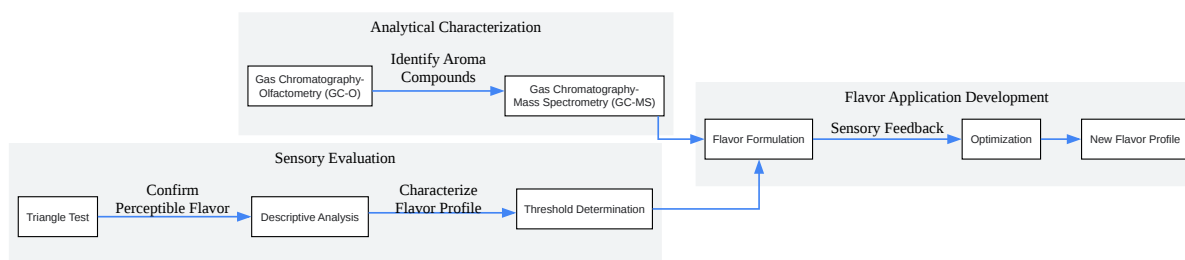 Analytical Characterization
Gas Chromatography-
Olfactometry (GC-O)
Identify Aroma
Compounds
Gas Chromatography-
Mass Spectrometry (GC-MS)
Flavor Application Development
Flavor Formulation
Sensory Feedback
Optimization
New Flavor Profile
Sensory Evaluation
Triangle Test
Confirm
Perceptible Flavor
Descriptive Analysis
Characterize
Flavor Profile
Threshold Determination